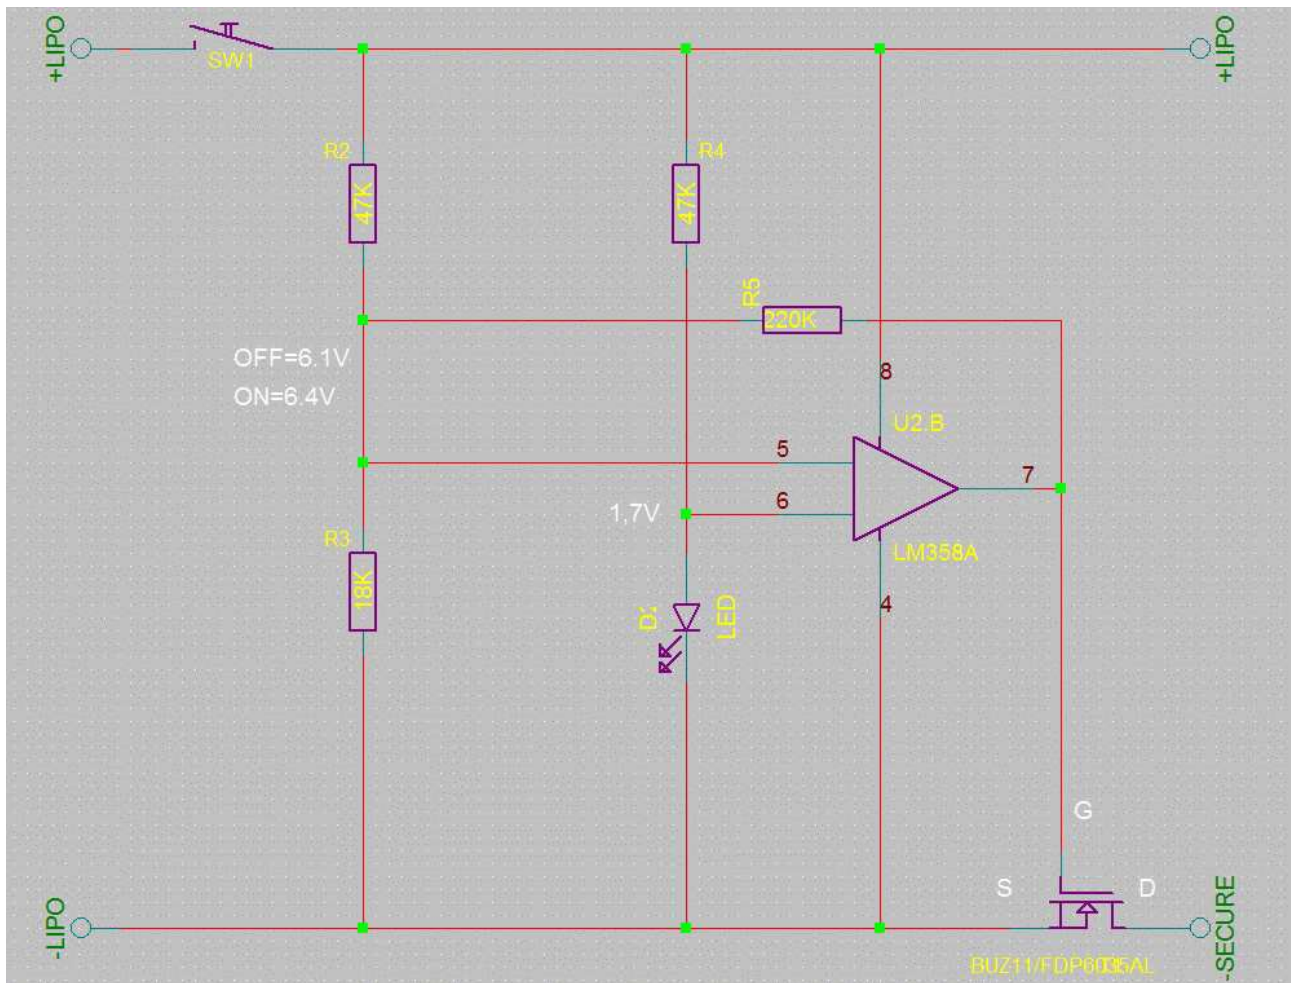 +LIPO
SW1
+LIPO
R2
47K
R4
47K
R5
220K
OFF=6.1V
ON=6.4V
8
U2.B
5
7
6
1,7V
LM358A
R3
18K
4
LED
G
S
D
-LIPO
-SECURE